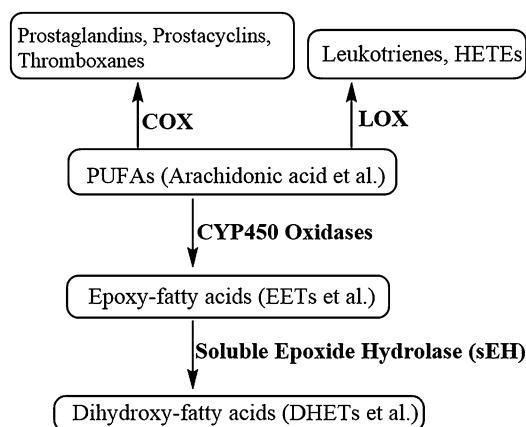 Prostaglandins, Prostacyclins,
Thromboxanes
Leukotrienes, HETEs
COX
LOX
PUFAs (Arachidonic acid et al.)
CYP450 Oxidases
Epoxy-fatty acids (EETs et al.)
Soluble Epoxide Hydrolase (sEH)
Dihydroxy-fatty acids (DHETs et al.)